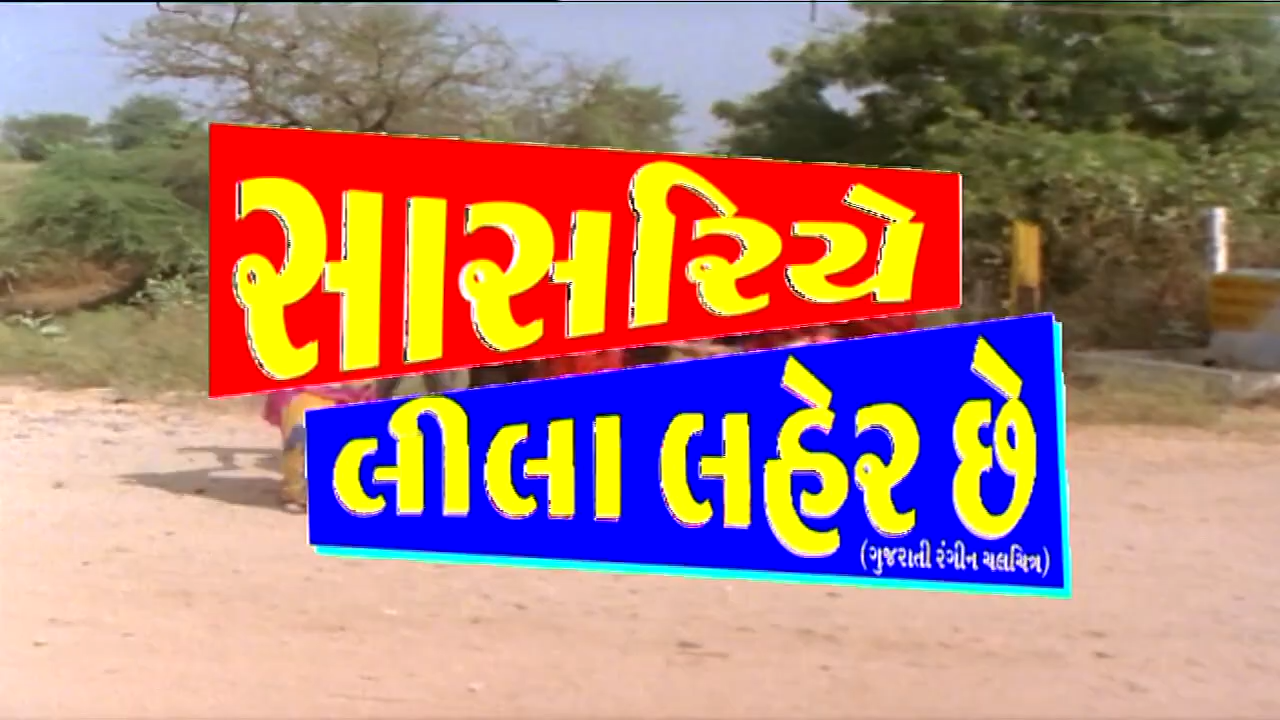 સાસરિયે
લીલા લહેર છે
(ગુજરાતી રંગીન ચલચિત્ર)